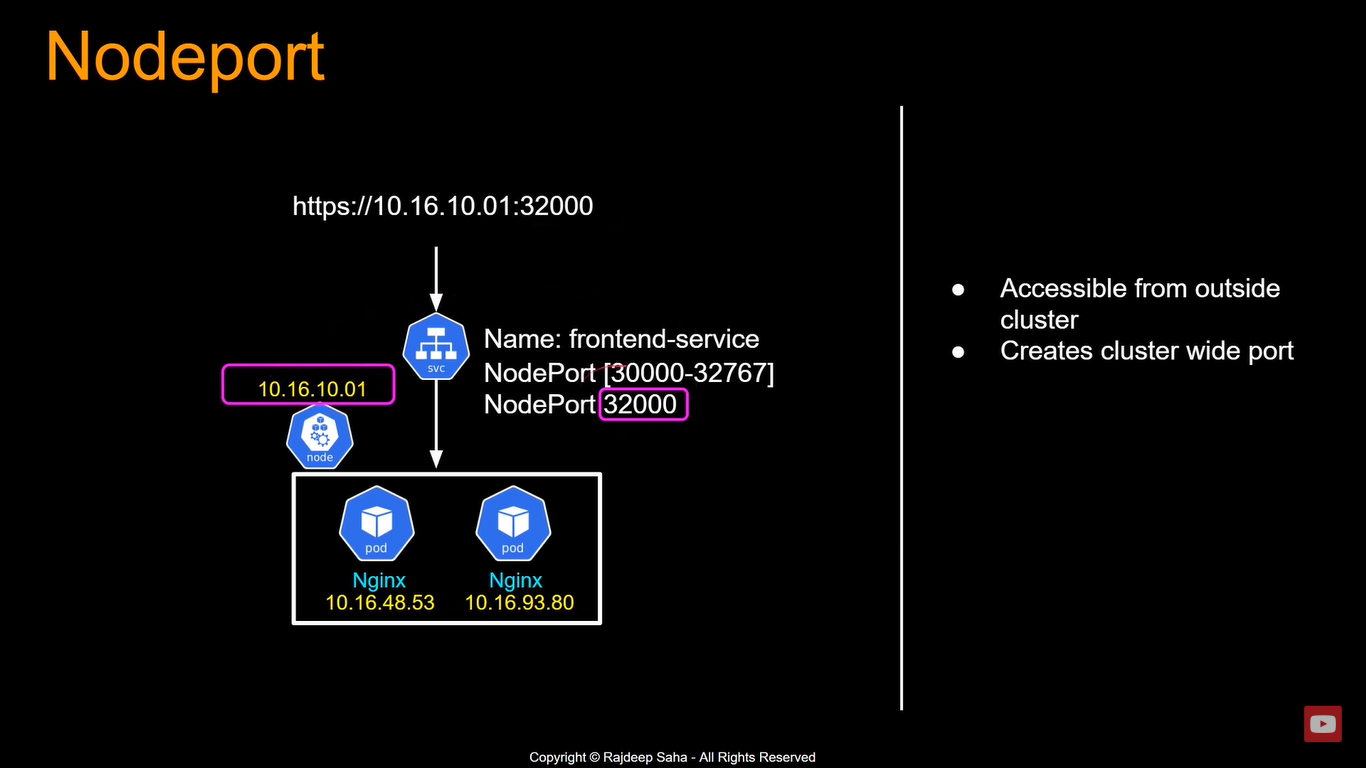 Nodeport
https://10.16.10.01:32000
svc
Name: frontend-service
NodePort [30000-32767]
NodePort 32000
10.16.10.01
node
pod
pod
Nginx
Nginx
10.16.48.53
10.16.93.80
● Accessible from outside
cluster
● Creates cluster wide port
Copyright © Rajdeep Saha - All Rights Reserved